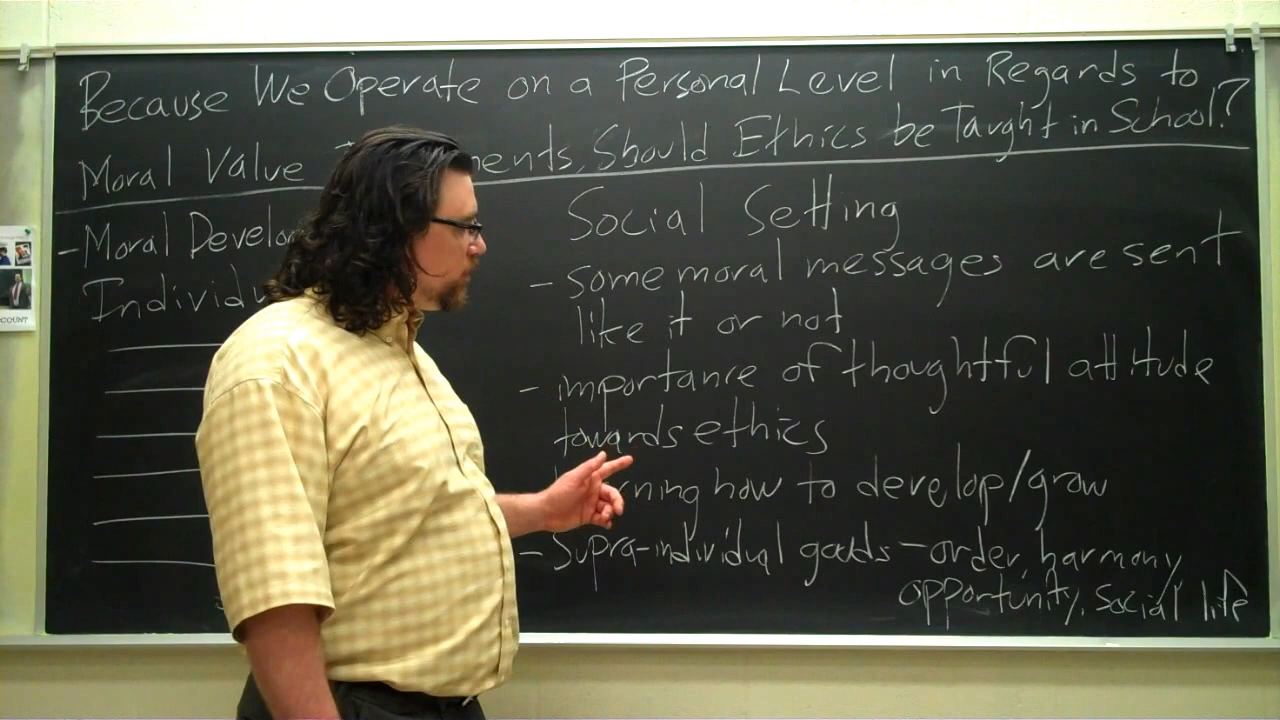 Because We Operate on a Personal Level in Regards to
Moral Value ments, Should Ethics be Taught in School?
- Moral Develo
Individu
Social Setting
- some moral messages are sent
like it or not
- importance of thoughtful attitude
towards ethics
rning how to develop/grow
- Supra-individual goods - order, harmony,
opportunity, social life
COUNT